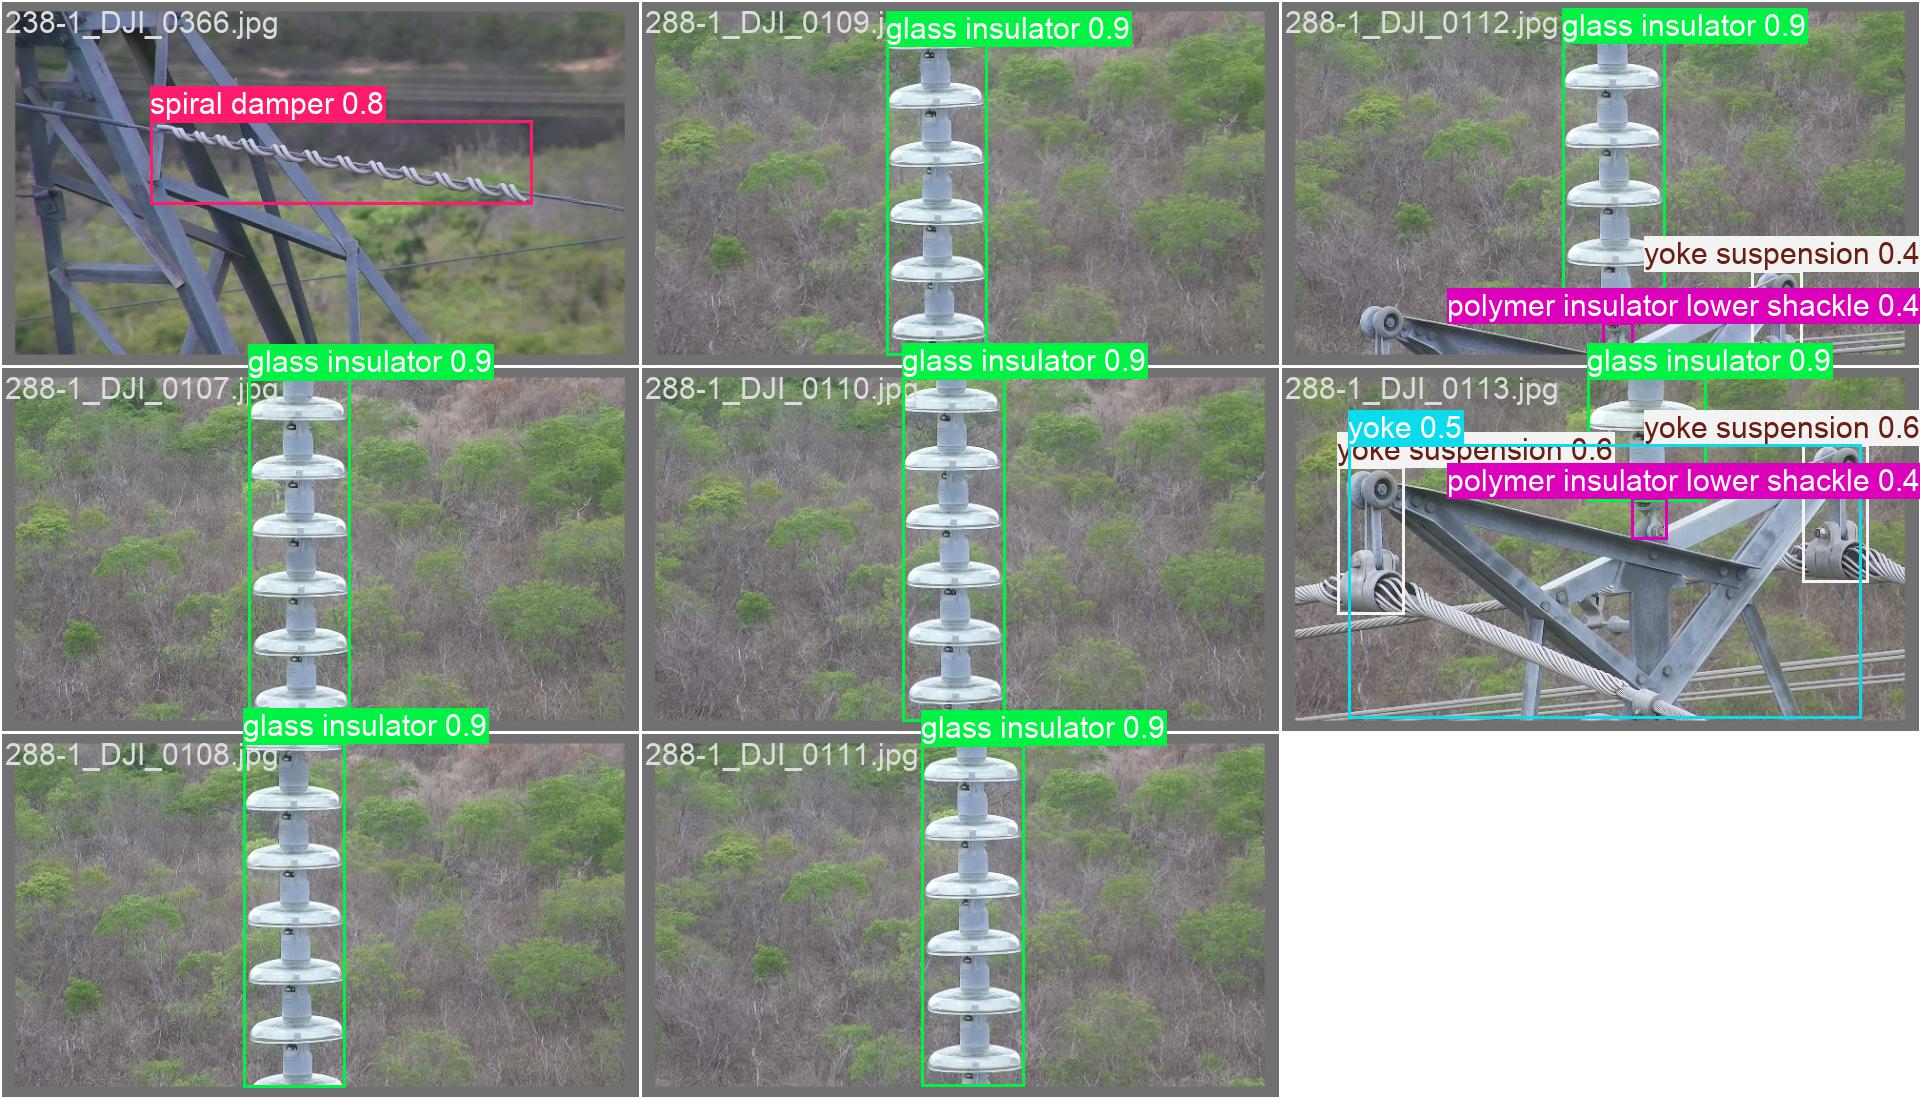 238-1_DJI_0366.jpg
spiral damper 0.8
288-1_DJI_0109.jpg
glass insulator 0.9
288-1_DJI_0112.jpg
glass insulator 0.9
yoke suspension 0.4
polymer insulator lower shackle 0.4
288-1_DJI_0107.jpg
glass insulator 0.9
288-1_DJI_0110.jpg
glass insulator 0.9
288-1_DJI_0113.jpg
glass insulator 0.9
yoke 0.5
yoke suspension 0.6
yoke suspension 0.6
polymer insulator lower shackle 0.4
288-1_DJI_0108.jpg
glass insulator 0.9
288-1_DJI_0111.jpg
glass insulator 0.9